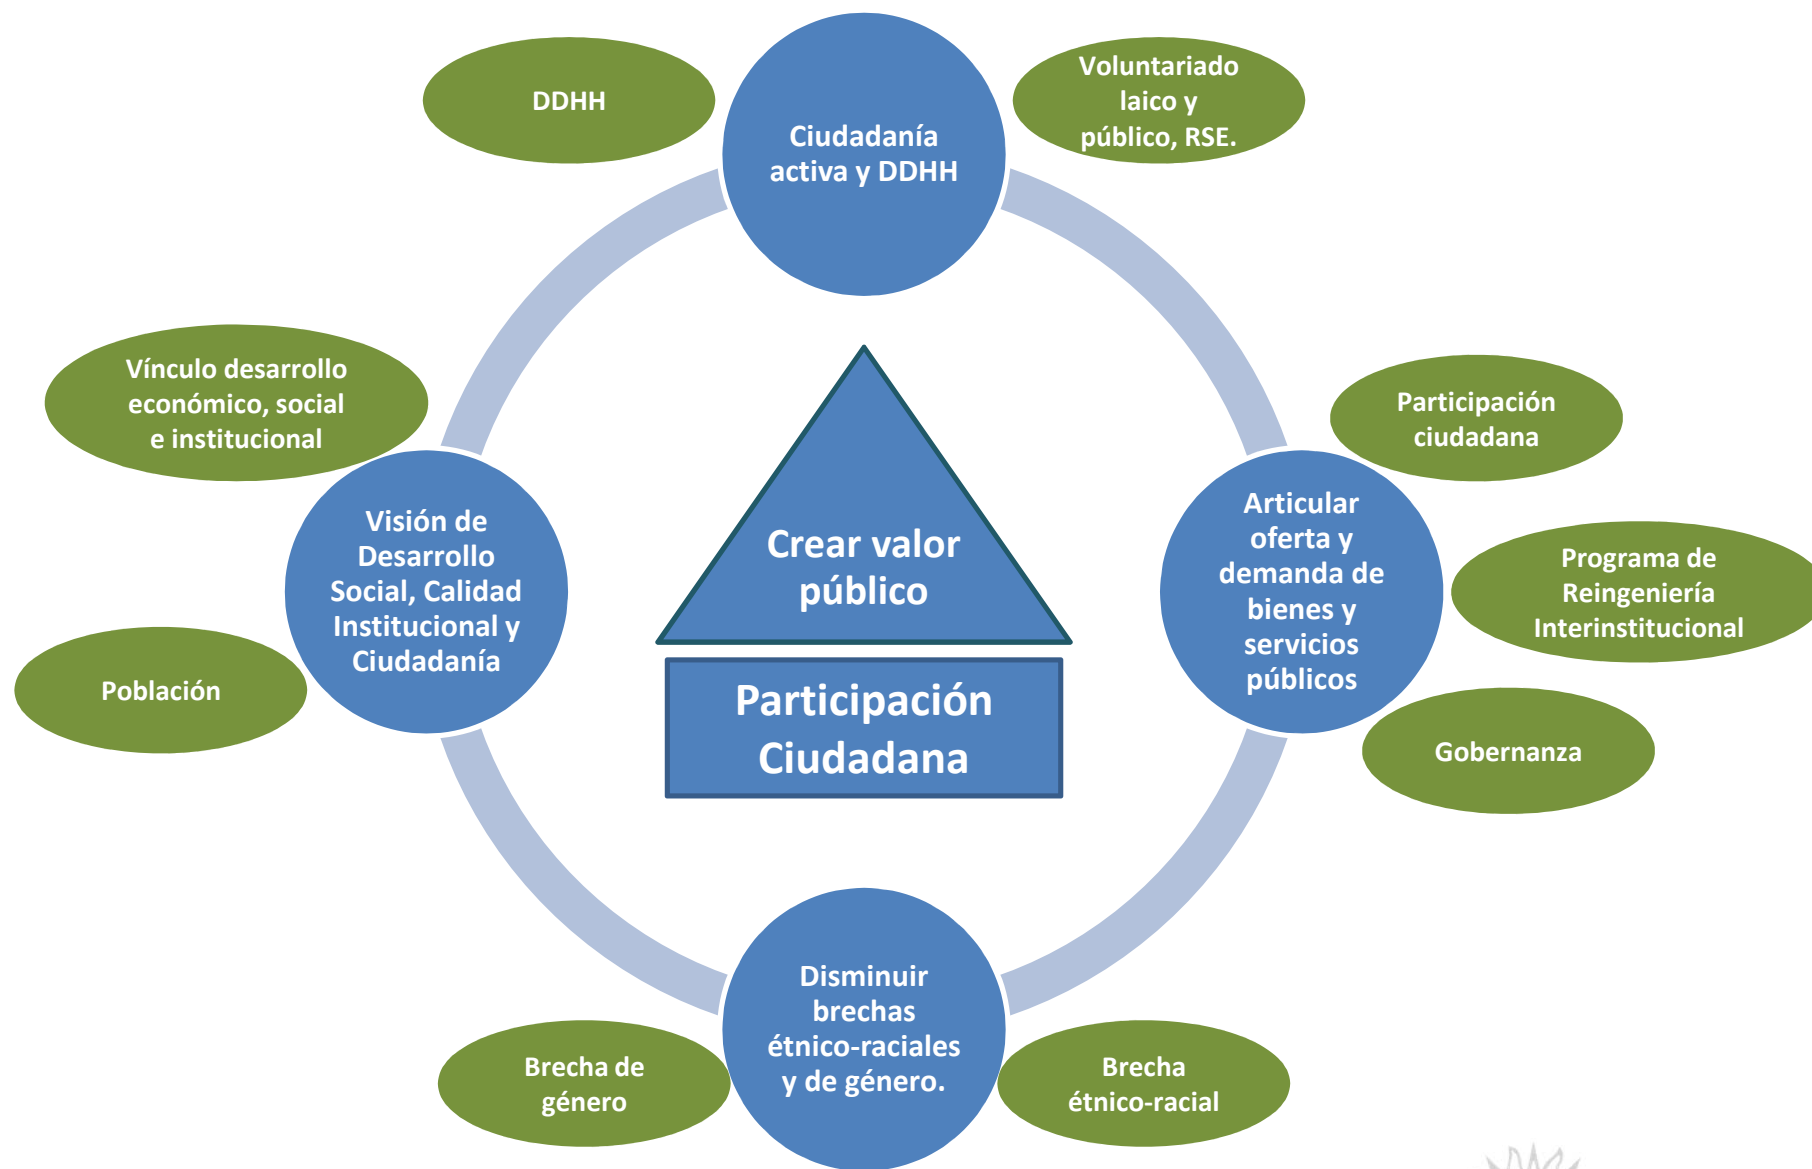 DDHH
Voluntariado
laico y
público, RSE.
Ciudadanía
activa y DDHH
Vínculo desarrollo
económico, social
e institucional
Participación
ciudadana
Visión de
Desarrollo
Social, Calidad
Institucional y
Ciudadanía
Crear valor
público
Articular
oferta y
demanda de
bienes y
servicios
públicos
Programa de
Reingeniería
Interinstitucional
Población
Participación
Ciudadana
Gobernanza
Disminuir
brechas
étnico-raciales
y de género.
Brecha de
género
Brecha
étnico-racial